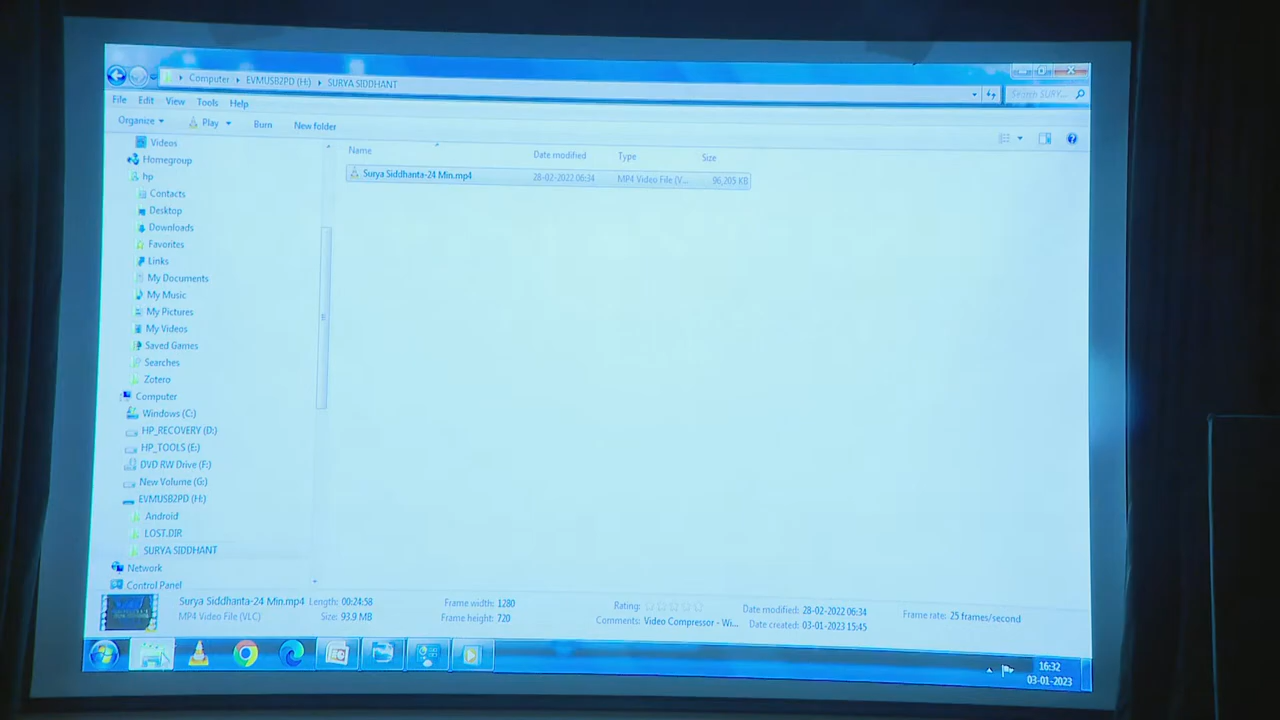 Computer ▸ EVMUSB2PD (H:) ▸ SURYA SIDDHANT
File Edit View Tools Help
Organize Play Burn New folder
Name Date modified Type Size
Surya Siddhanta-24 Min.mp4 28-02-2022 06:34 MP4 Video File (V... 96,205 KB
Videos
Homegroup
hp
Contacts
Desktop
Downloads
Favorites
Links
My Documents
My Music
My Pictures
My Videos
Saved Games
Searches
Zotero
Computer
Windows (C:)
HP_RECOVERY (D:)
HP_TOOLS (E:)
DVD RW Drive (F:)
New Volume (G:)
EVMUSB2PD (H:)
Android
LOST.DIR
SURYA SIDDHANT
Network
Control Panel
Surya Siddhanta-24 Min.mp4 Length: 00:24:58 Frame width: 1280 Rating: Date modified: 28-02-2022 06:34 Frame rate: 25 frames/second
MP4 Video File (VLC) Size: 93.9 MB Frame height: 720 Comments: Video Compressor - Wi... Date created: 03-01-2023 15:45
16:32
03-01-2023